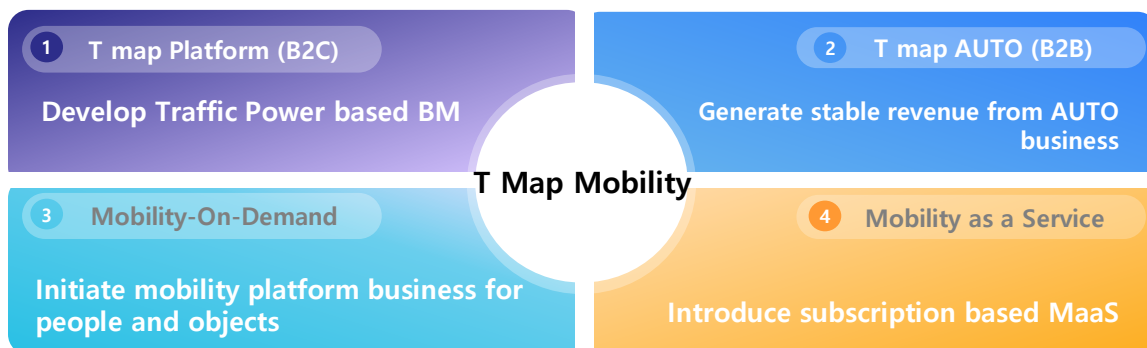 1 T map Platform (B2C)
Develop Traffic Power based BM
2 T map AUTO (B2B)
Generate stable revenue from AUTO
business
T Map Mobility
3 Mobility-On-Demand
Initiate mobility platform business for
people and objects
4 Mobility as a Service
Introduce subscription based MaaS